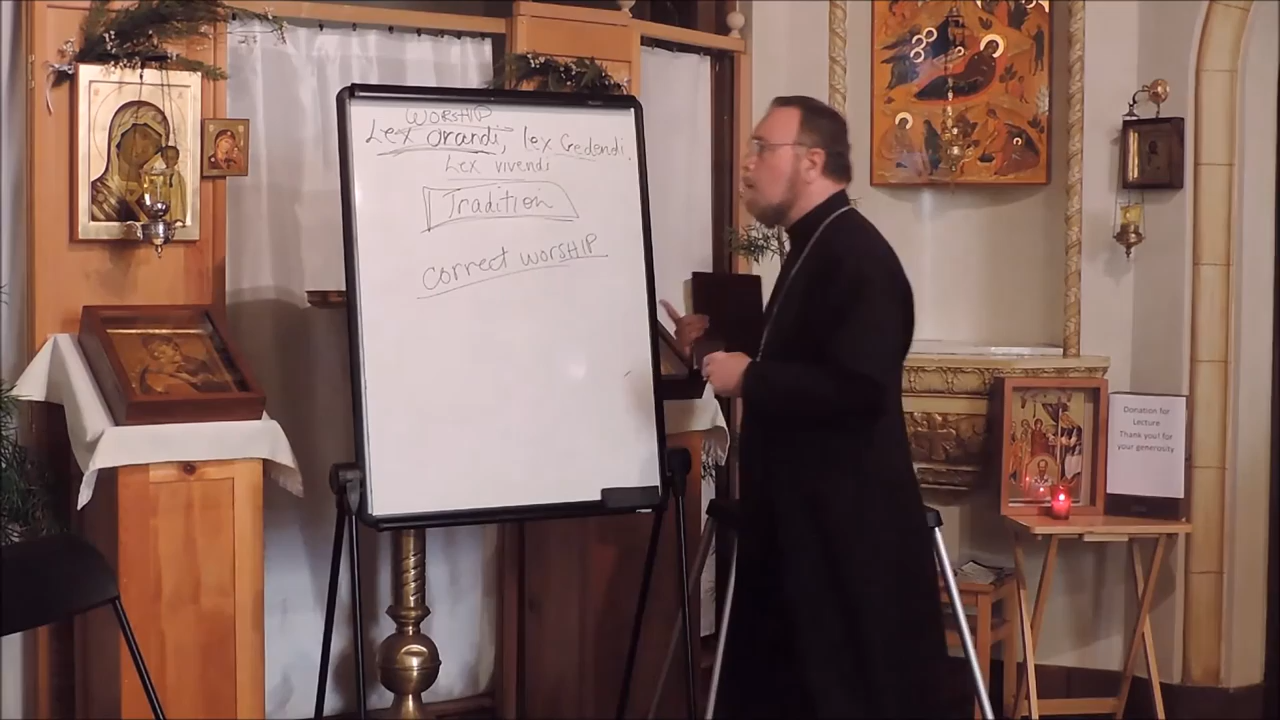 WORSHIP
Lex orandi, lex Credendi.
Lex vivendi
Tradition
correct worSHIP
Donation for
Lecture
Thank you! for
your generosity